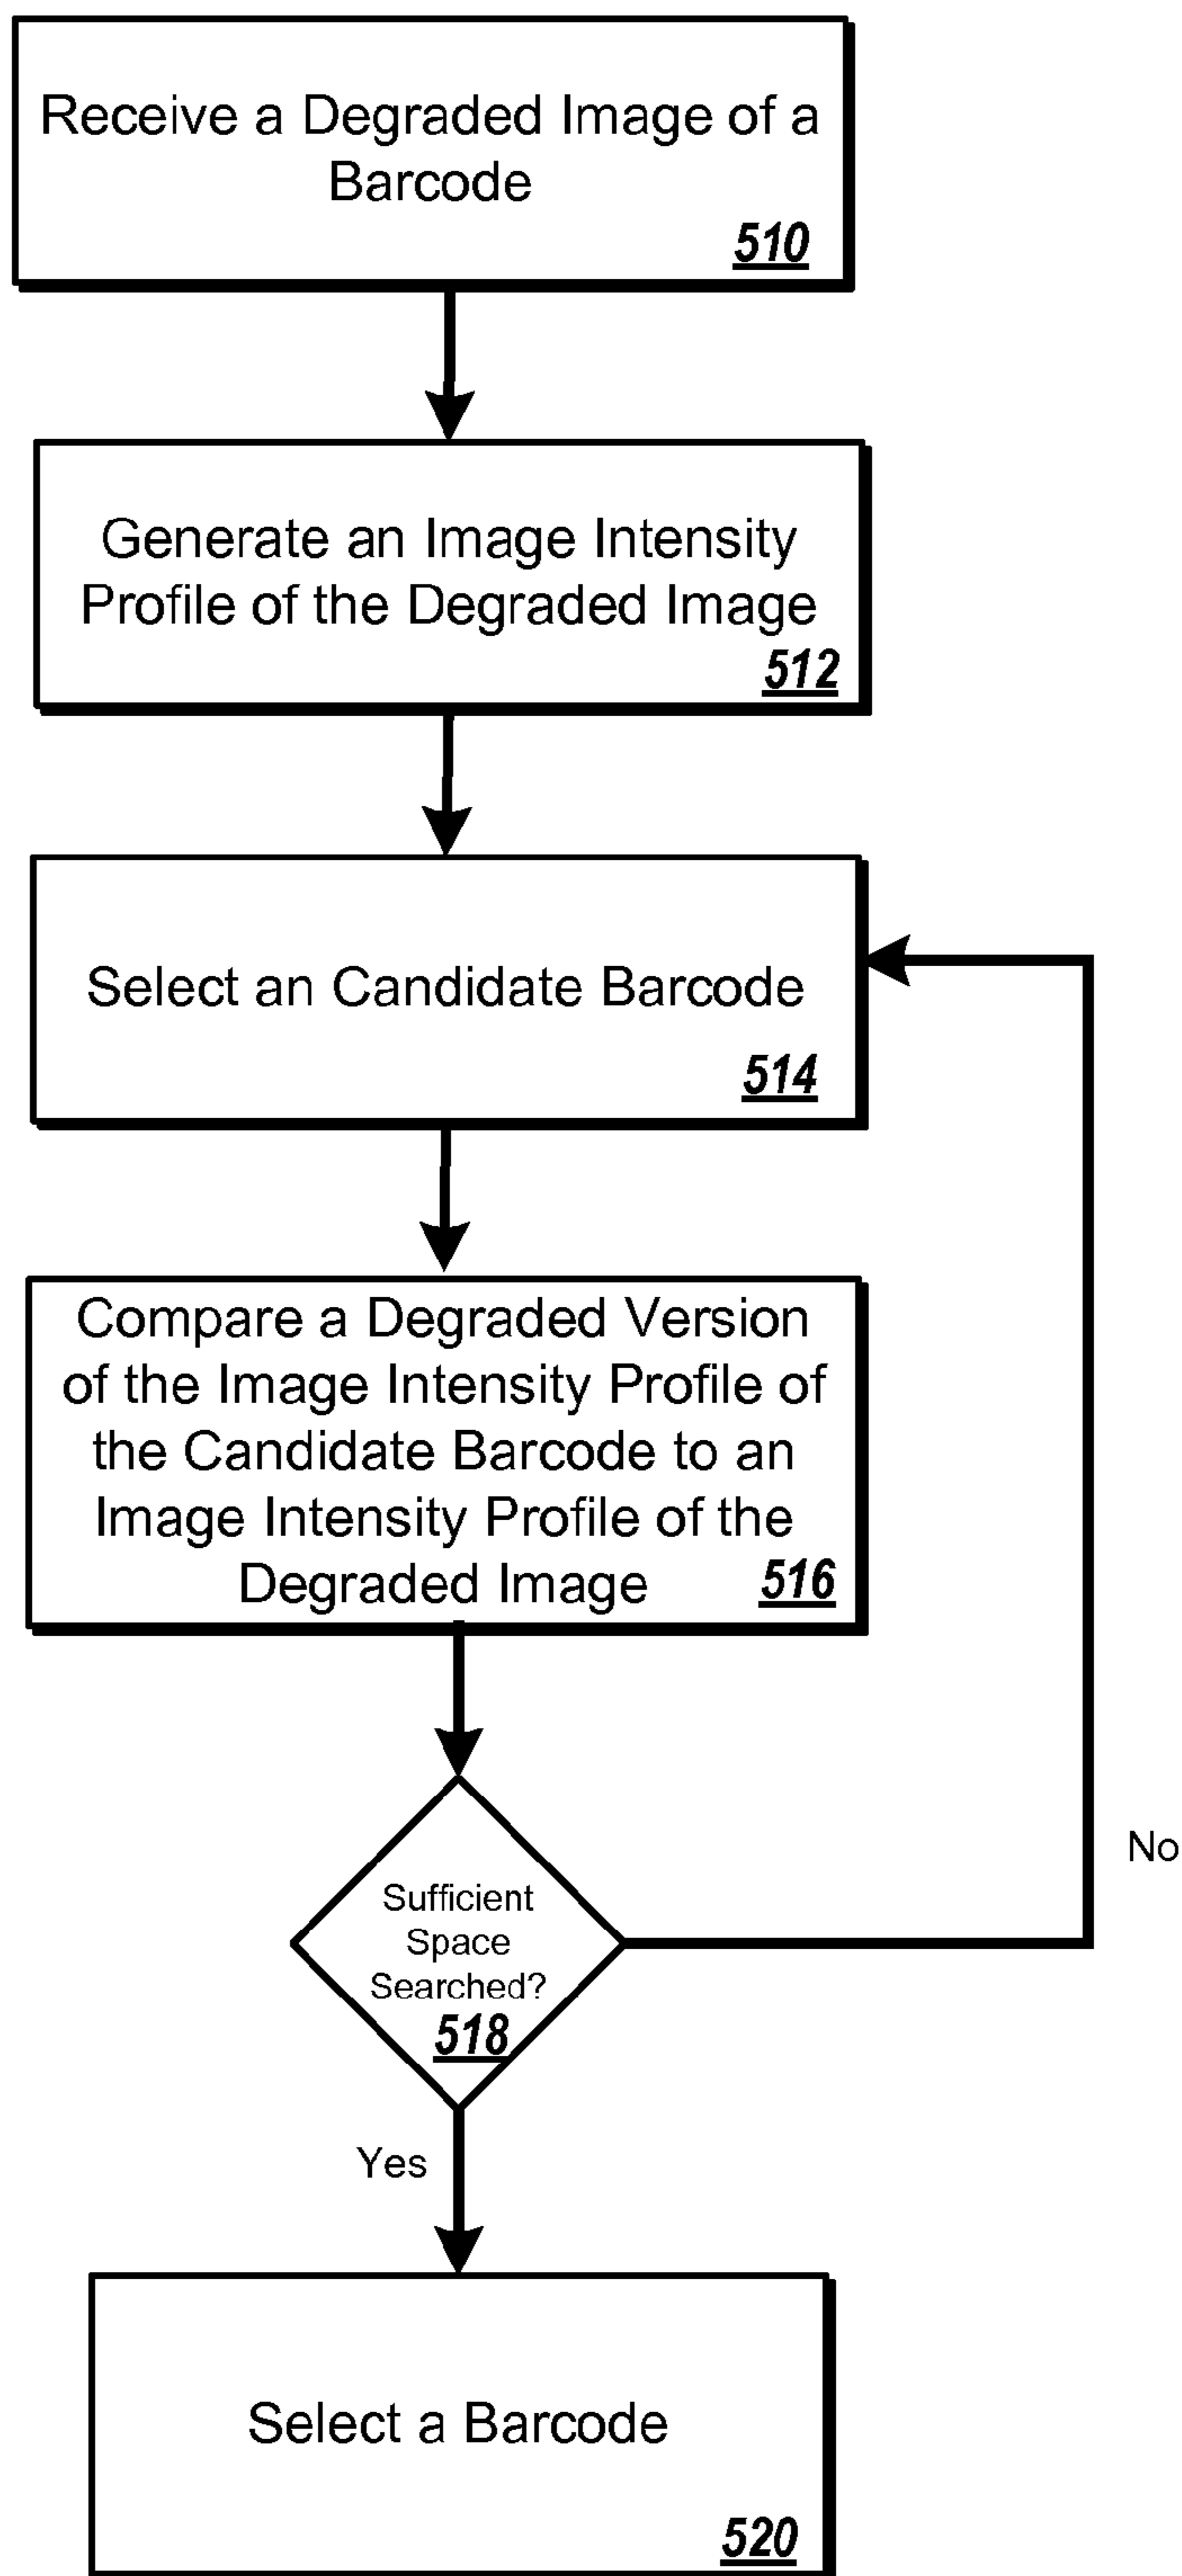 Receive a Degraded Image of a
Barcode
510
Generate an Image Intensity
Profile of the Degraded Image
512
Select an Candidate Barcode
514
Compare a Degraded Version
of the Image Intensity Profile of
the Candidate Barcode to an
Image Intensity Profile of the
Degraded Image 516
Sufficient
Space
Searched?
518
No
Yes
Select a Barcode
520